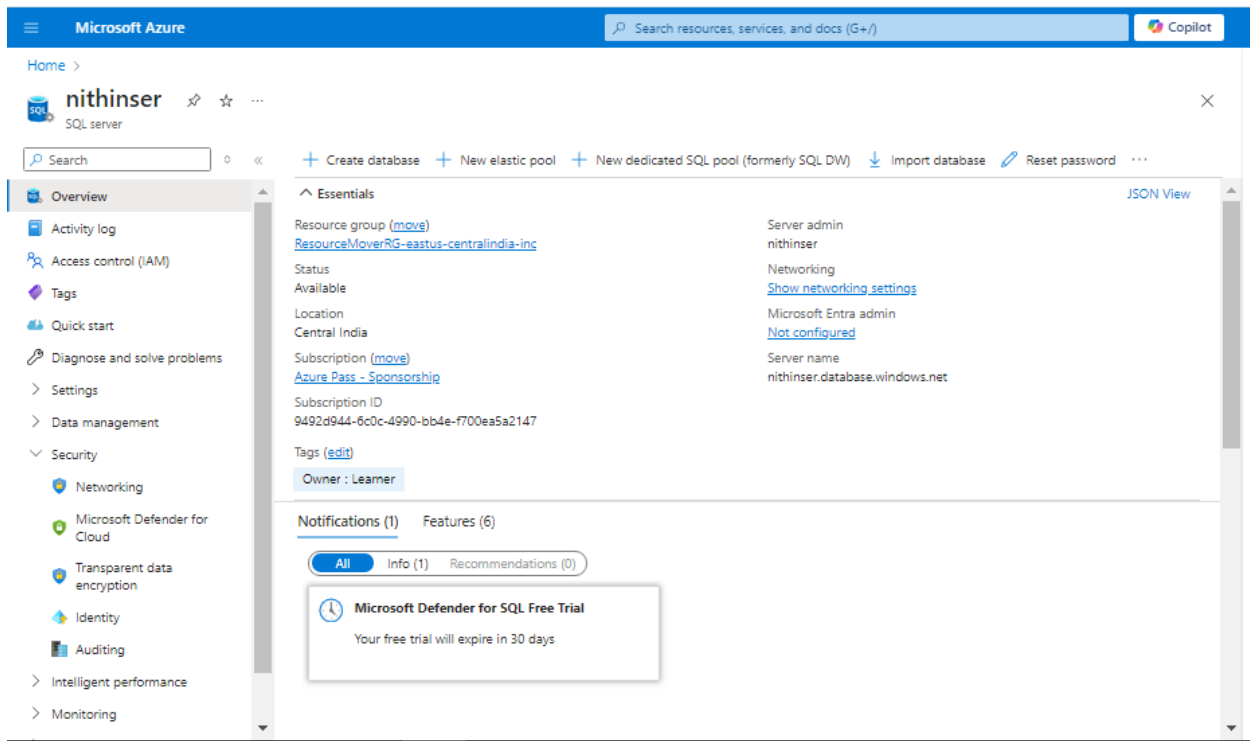 Microsoft Azure
Search resources, services, and docs (G+/)
Copilot
Home >
nithinser
SQL
SQL server
Search
Create database
New elastic pool
New dedicated SQL pool (formerly SQL DW)
Import database
Reset password
Overview
Activity log
Access control (IAM)
Tags
Quick start
Diagnose and solve problems
Settings
Data management
Security
Networking
Microsoft Defender for
Cloud
Transparent data
encryption
Identity
Auditing
Intelligent performance
Monitoring
Essentials
JSON View
Resource group (move)
ResourceMoverRG-eastus-centralindia-inc
Status
Available
Location
Central India
Subscription (move)
Azure Pass - Sponsorship
Subscription ID
9492d944-6c0c-4990-bb4e-f700ea5a2147
Server admin
nithinser
Networking
Show networking settings
Microsoft Entra admin
Not configured
Server name
nithinser.database.windows.net
Tags (edit)
Owner : Learner
Notifications (1)
Features (6)
All
Info (1)
Recommendations (0)
Microsoft Defender for SQL Free Trial
Your free trial will expire in 30 days